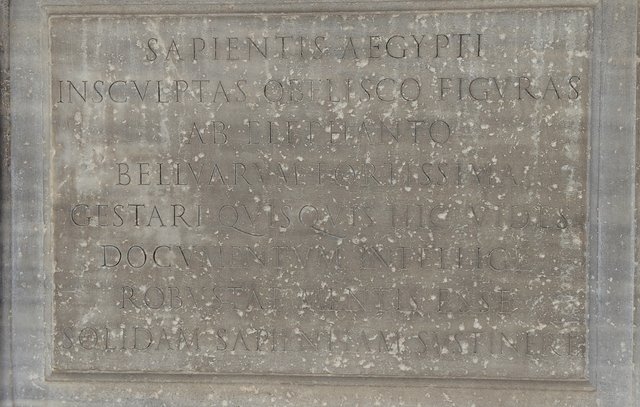 SAPIENTIS AEGYPTI
INSCVLPTAS OBELISCO FIGVRAS
AB ELEPHANTO
BELLVARVM FORTISSIMA
GESTARI QVISQVIS HIC VIDES
DOCVMENTVM INTELLIGE
ROBVSTAE MENTIS ESSE
SOLIDAM SAPIENTIAM SVSTINERE